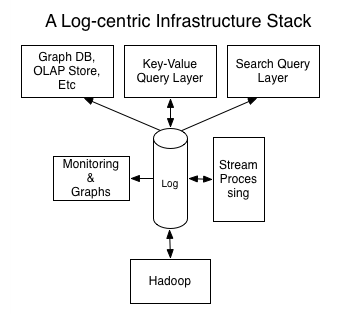 A Log-centric Infrastructure Stack
Graph DB,
OLAP Store,
Etc
Key-Value
Query Layer
Search Query
Layer
Monitoring
&
Graphs
Log
Stream
Proces
sing
Hadoop